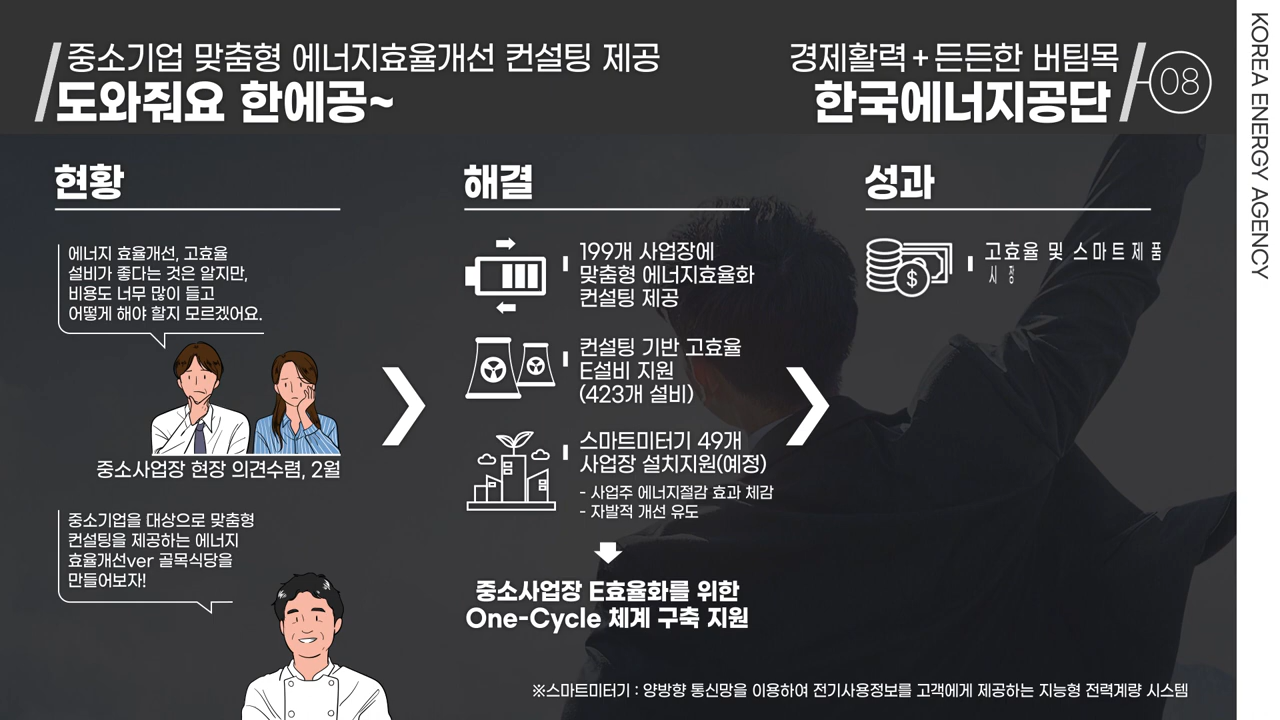 중소기업 맞춤형 에너지효율개선 컨설팅 제공
도와줘요 한에공~
경제활력+든든한 버팀목
한국에너지공단
08
KOREA ENERGY AGENCY
현황
에너지 효율개선, 고효율
설비가 좋다는 것은 알지만,
비용도 너무 많이 들고
어떻게 해야 할지 모르겠어요.
중소사업장 현장 의견수렴, 2월
중소기업을 대상으로 맞춤형
컨설팅을 제공하는 에너지
효율개선ver 골목식당을
만들어보자!
해결
199개 사업장에
맞춤형 에너지효율화
컨설팅 제공
컨설팅 기반 고효율
E설비 지원
(423개 설비)
스마트미터기 49개
사업장 설치지원(예정)
- 사업주 에너지절감 효과 체감
- 자발적 개선 유도
중소사업장 E효율화를 위한
One-Cycle 체계 구축 지원
성과
$
고효율 및 스마트제품
시장
※스마트미터기 : 양방향 통신망을 이용하여 전기사용정보를 고객에게 제공하는 지능형 전력계량 시스템